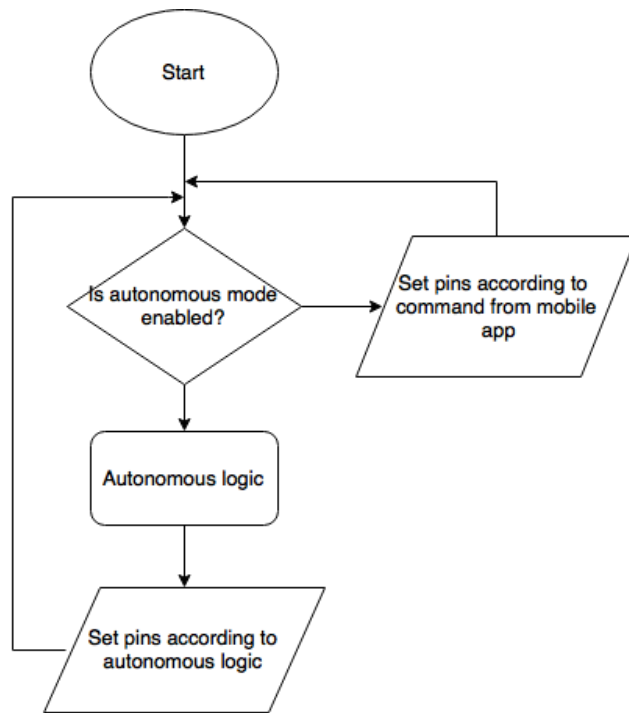 Start
Is autonomous mode
enabled?
Set pins according to
command from mobile
app
Autonomous logic
Set pins according to
autonomous logic